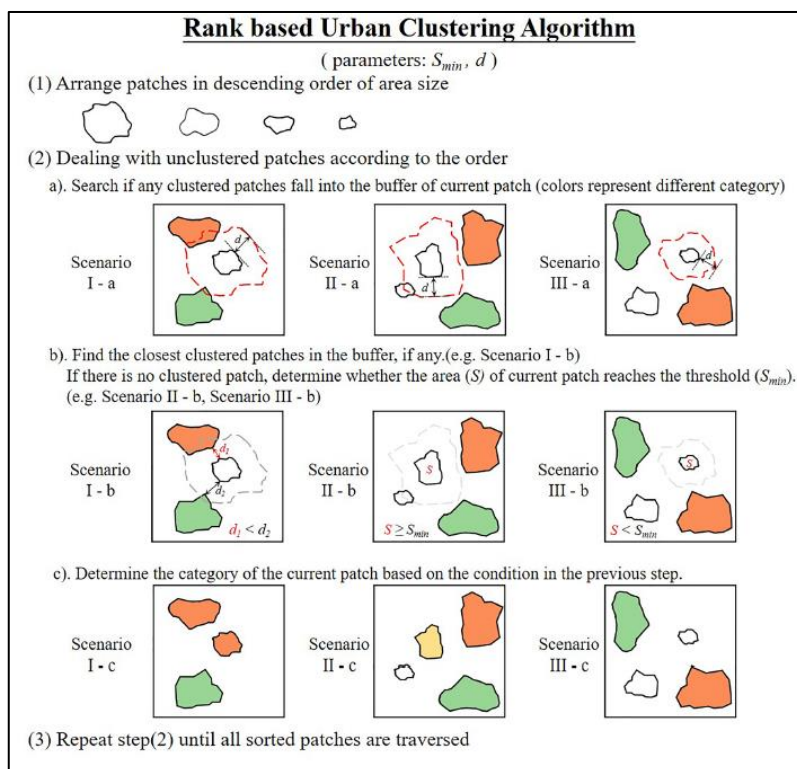 Rank based Urban Clustering Algorithm
( parameters: Smin, d )
(1) Arrange patches in descending order of area size
(2) Dealing with unclustered patches according to the order
a). Search if any clustered patches fall into the buffer of current patch (colors represent different category)
Scenario I - a
d
Scenario II - a
d
Scenario III - a
d
b). Find the closest clustered patches in the buffer, if any.(e.g. Scenario I - b)
If there is no clustered patch, determine whether the area (S) of current patch reaches the threshold (Smin).
(e.g. Scenario II - b, Scenario III - b)
Scenario I - b
d1
d2
d1 < d2
Scenario II - b
S
S ≥ Smin
Scenario III - b
S
S < Smin
c). Determine the category of the current patch based on the condition in the previous step.
Scenario I - c
Scenario II - c
Scenario III - c
(3) Repeat step(2) until all sorted patches are traversed